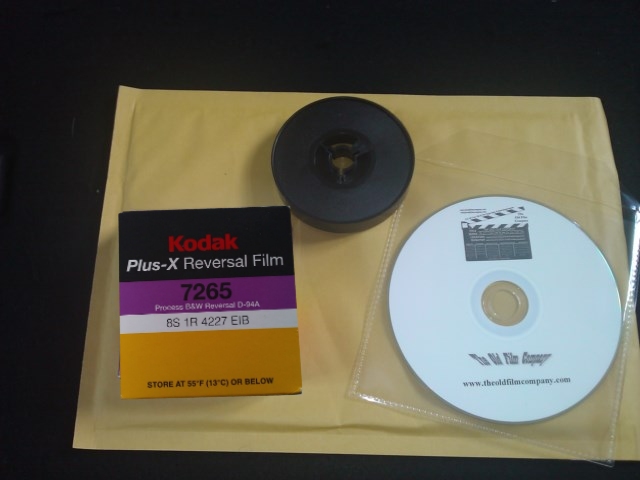 Kodak
Plus-X Reversal Film
7265
Process B&W Reversal D-94A
8S 1R 4227 EIB
STORE AT 55°F (13°C) OR BELOW
The Old Film Company
www.theoldfilmcompany.com